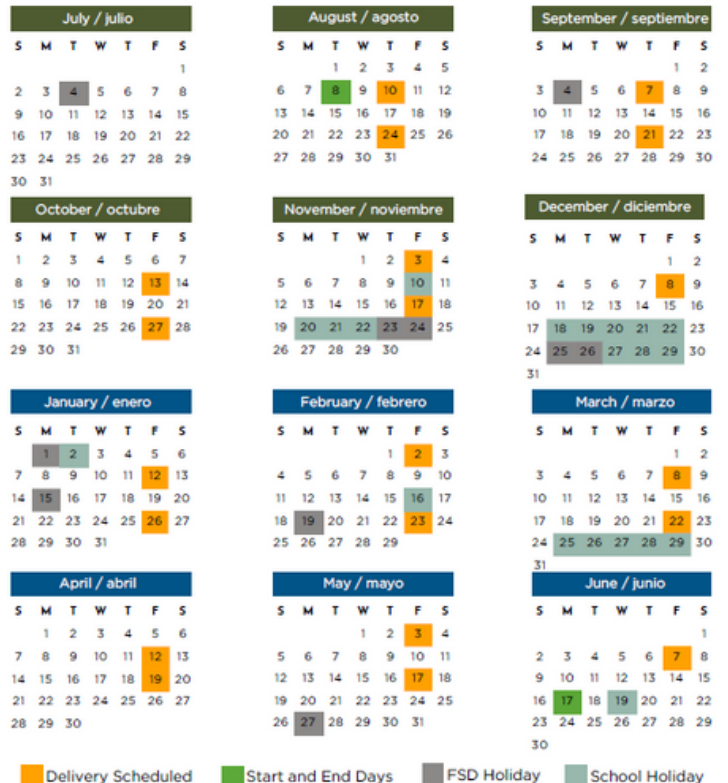 July / julio
S M T W T F S
1
2 3 4 5 6 7 8
9 10 11 12 13 14 15
16 17 18 19 20 21 22
23 24 25 26 27 28 29
30 31
August / agosto
S M T W T F S
1 2 3 4 5
6 7 8 9 10 11 12
13 14 15 16 17 18 19
20 21 22 23 24 25 26
27 28 29 30 31
September / septiembre
S M T W T F S
1 2
3 4 5 6 7 8 9
10 11 12 13 14 15 16
17 18 19 20 21 22 23
24 25 26 27 28 29 30
October / octubre
S M T W T F S
1 2 3 4 5 6 7
8 9 10 11 12 13 14
15 16 17 18 19 20 21
22 23 24 25 26 27 28
29 30 31
November / noviembre
S M T W T F S
1 2 3 4
5 6 7 8 9 10 11
12 13 14 15 16 17 18
19 20 21 22 23 24 25
26 27 28 29 30
December / diciembre
S M T W T F S
1 2
3 4 5 6 7 8 9
10 11 12 13 14 15 16
17 18 19 20 21 22 23
24 25 26 27 28 29 30
31
January / enero
S M T W T F S
1 2 3 4 5 6
7 8 9 10 11 12 13
14 15 16 17 18 19 20
21 22 23 24 25 26 27
28 29 30 31
February / febrero
S M T W T F S
1 2 3
4 5 6 7 8 9 10
11 12 13 14 15 16 17
18 19 20 21 22 23 24
25 26 27 28 29
March / marzo
S M T W T F S
1 2
3 4 5 6 7 8 9
10 11 12 13 14 15 16
17 18 19 20 21 22 23
24 25 26 27 28 29 30
31
April / abril
S M T W T F S
1 2 3 4 5 6
7 8 9 10 11 12 13
14 15 16 17 18 19 20
21 22 23 24 25 26 27
28 29 30
May / mayo
S M T W T F S
1 2 3 4
5 6 7 8 9 10 11
12 13 14 15 16 17 18
19 20 21 22 23 24 25
26 27 28 29 30 31
June / junio
S M T W T F S
1
2 3 4 5 6 7 8
9 10 11 12 13 14 15
16 17 18 19 20 21 22
23 24 25 26 27 28 29
30
Delivery Scheduled Start and End Days FSD Holiday School Holiday